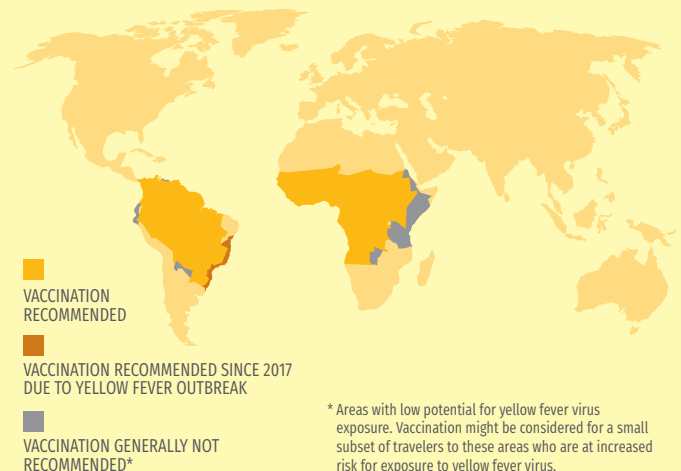 VACCINATION
RECOMMENDED
VACCINATION RECOMMENDED SINCE 2017
DUE TO YELLOW FEVER OUTBREAK
VACCINATION GENERALLY NOT
RECOMMENDED*
* Areas with low potential for yellow fever virus
exposure. Vaccination might be considered for a small
subset of travelers to these areas who are at increased
risk for exposure to yellow fever virus.